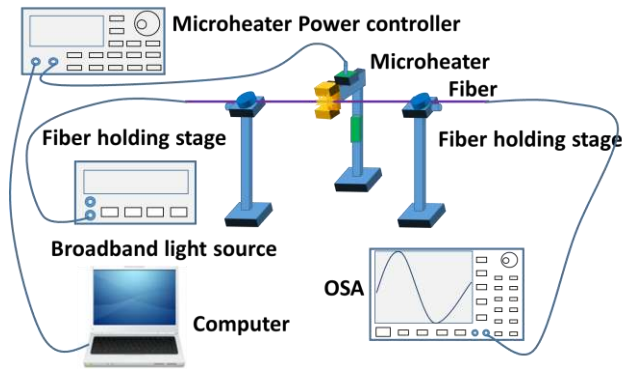 Microheater Power controller
Microheater
Fiber
Fiber holding stage
Fiber holding stage
Broadband light source
OSA
Computer